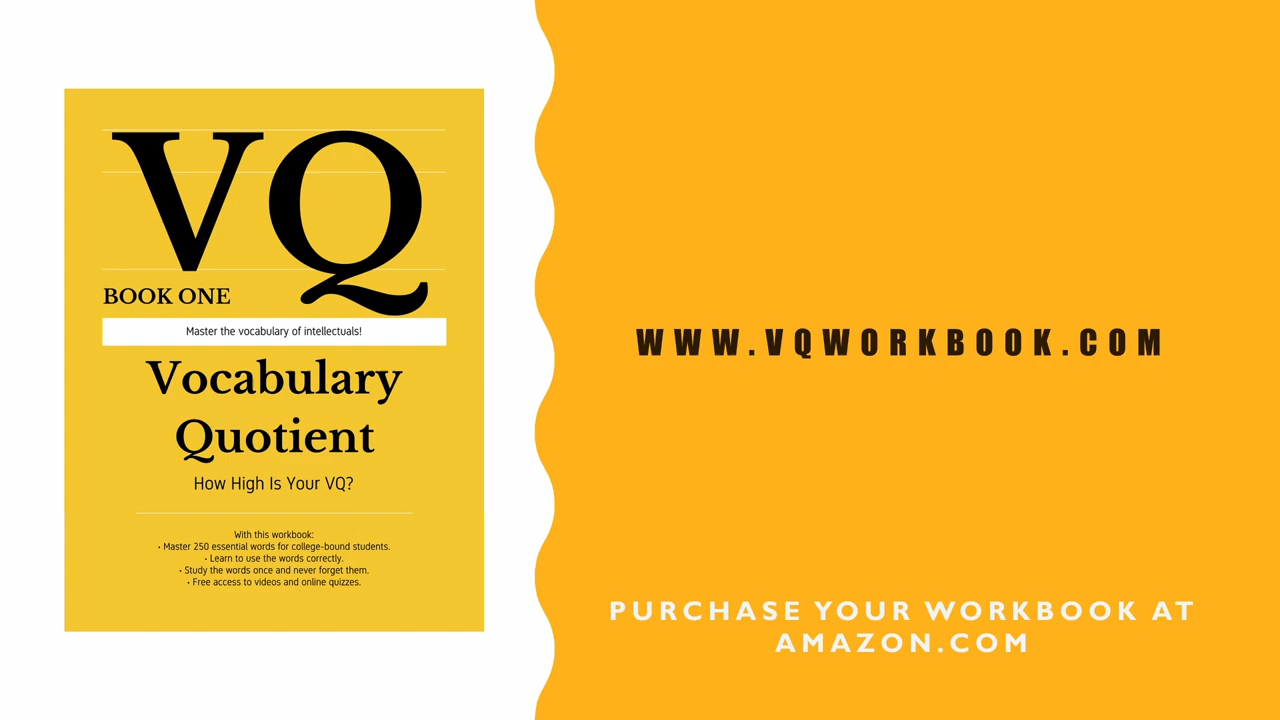 VQ
BOOK ONE
Master the vocabulary of intellectuals!
Vocabulary
Quotient
How High Is Your VQ?
With this workbook:
• Master 250 essential words for college-bound students.
• Learn to use the words correctly.
• Study the words once and never forget them.
• Free access to videos and online quizzes.
WWW.VQWORKBOOK.COM
PURCHASE YOUR WORKBOOK AT
AMAZON.COM